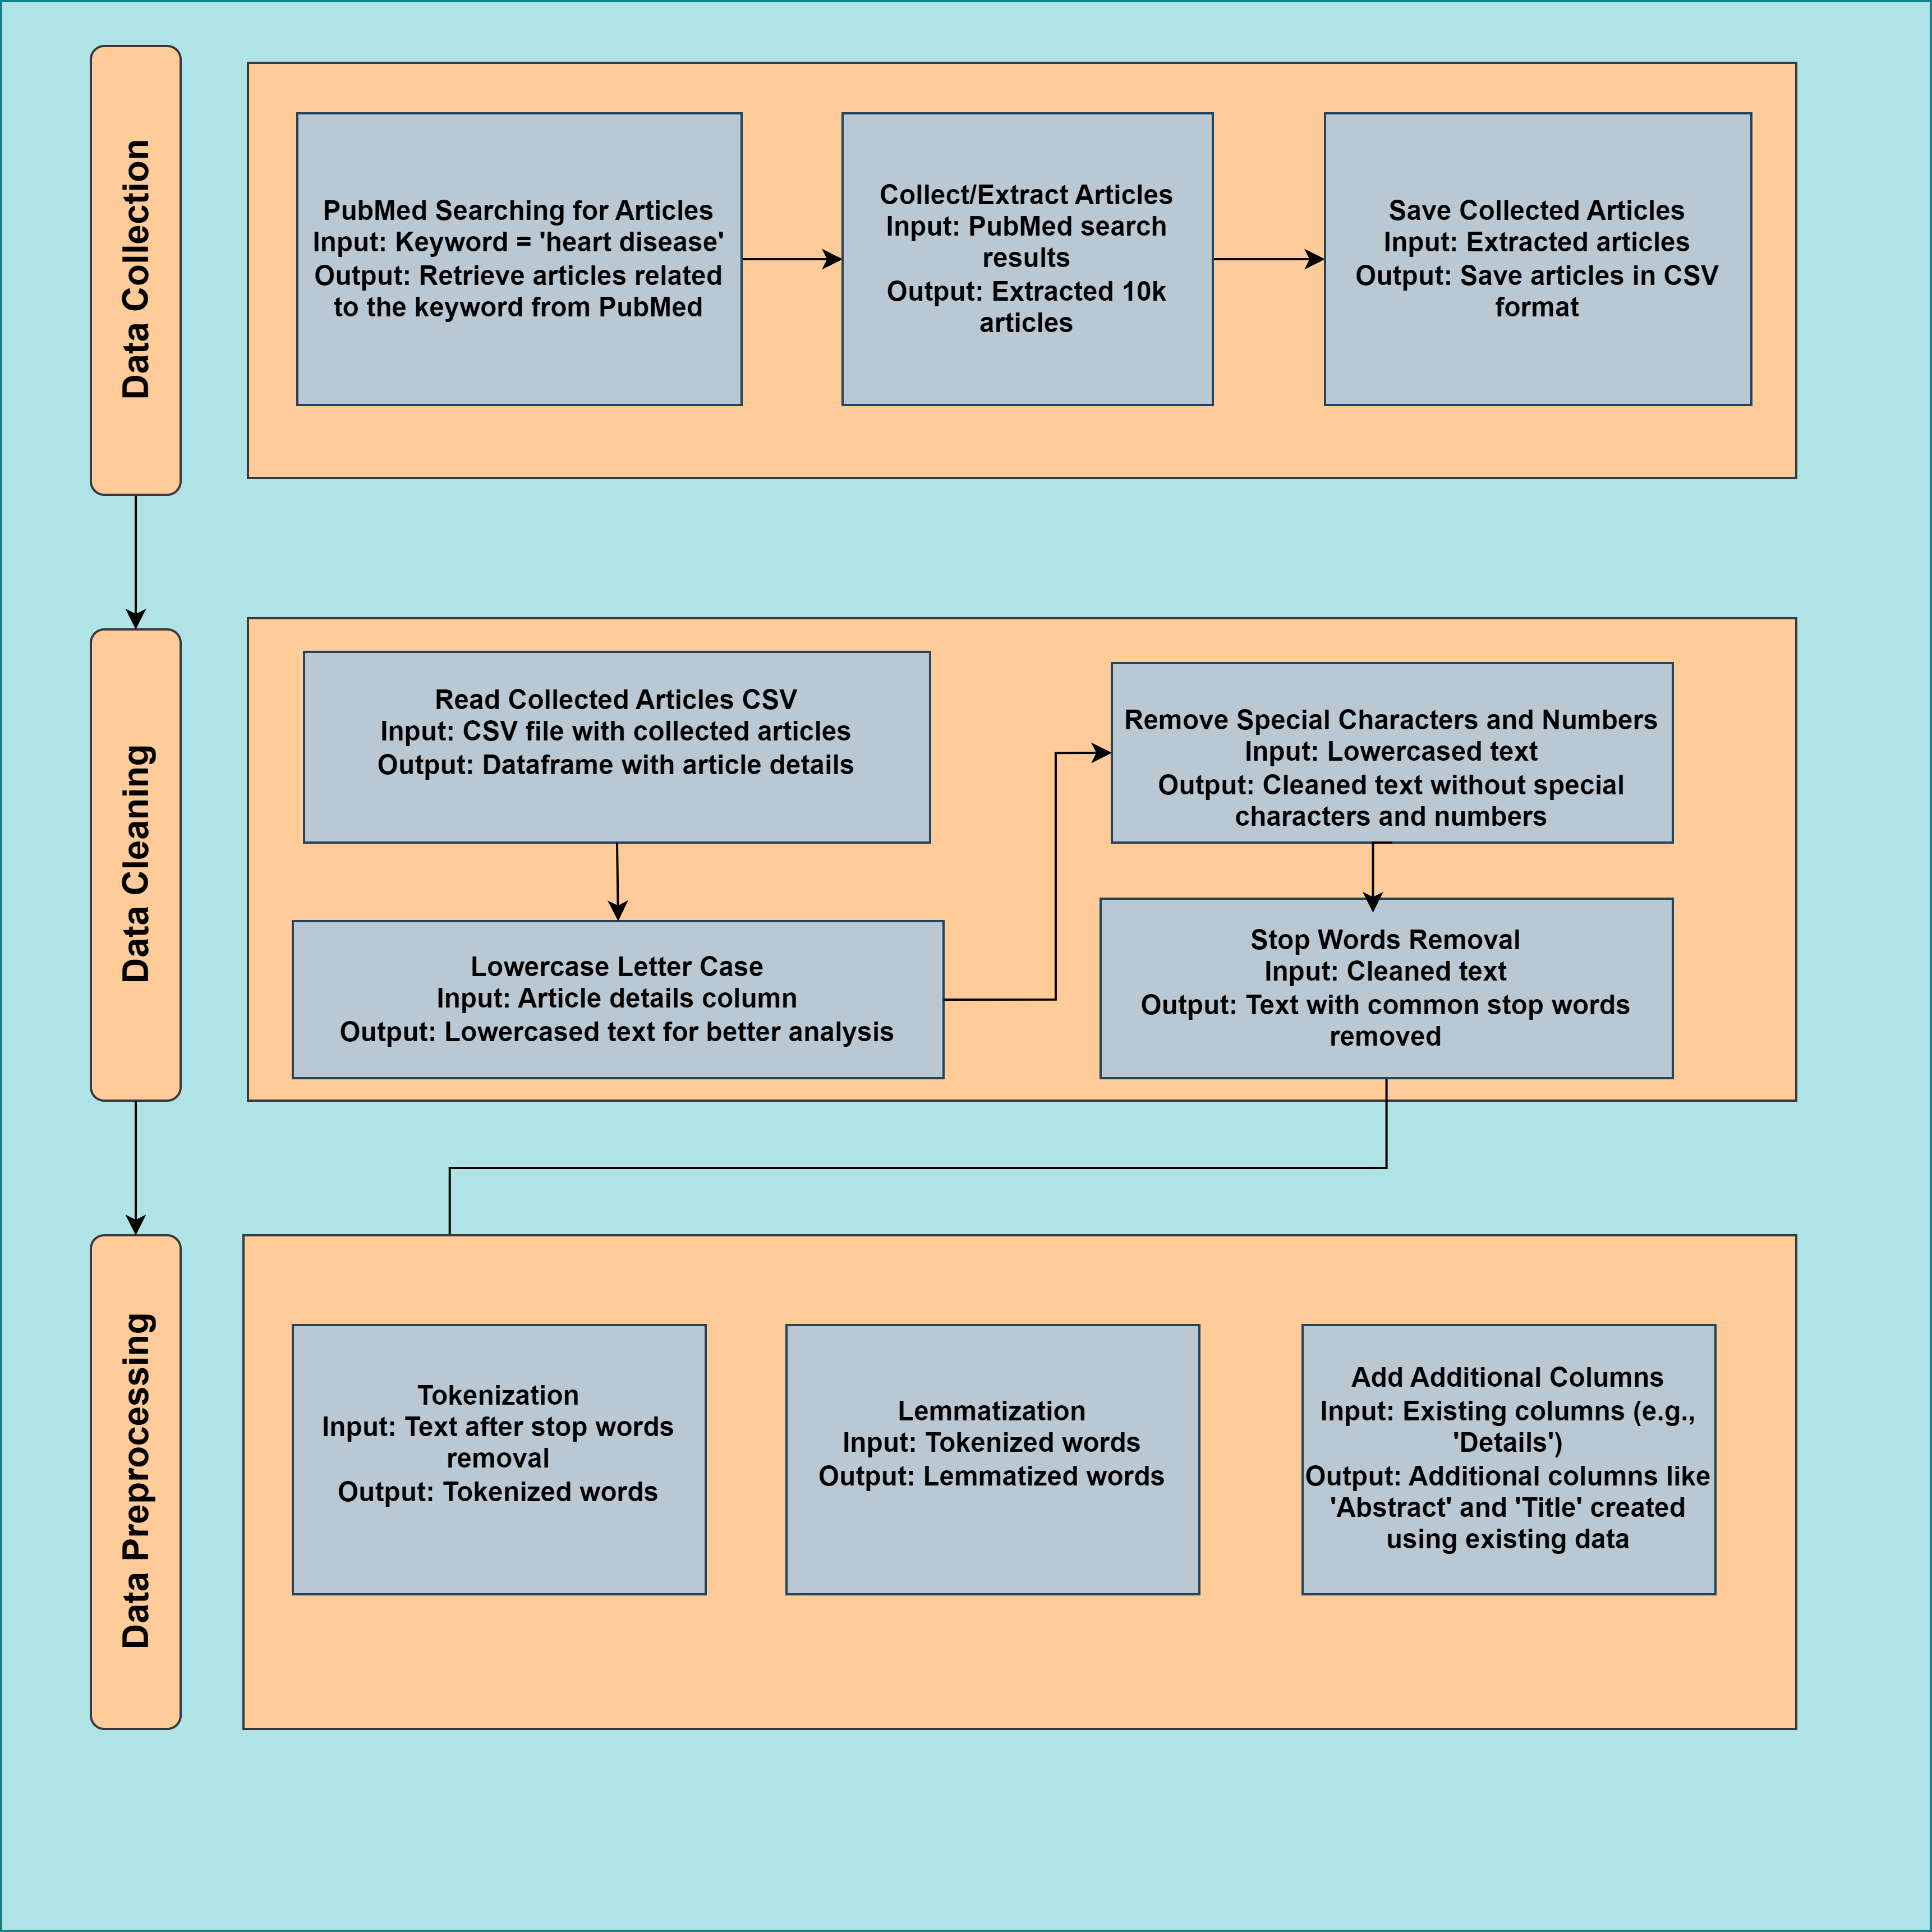 Data Collection
PubMed Searching for Articles
Input: Keyword = 'heart disease'
Output: Retrieve articles related
to the keyword from PubMed
Collect/Extract Articles
Input: PubMed search
results
Output: Extracted 10k
articles
Save Collected Articles
Input: Extracted articles
Output: Save articles in CSV
format
Data Cleaning
Read Collected Articles CSV
Input: CSV file with collected articles
Output: Dataframe with article details
Lowercase Letter Case
Input: Article details column
Output: Lowercased text for better analysis
Remove Special Characters and Numbers
Input: Lowercased text
Output: Cleaned text without special
characters and numbers
Stop Words Removal
Input: Cleaned text
Output: Text with common stop words
removed
Data Preprocessing
Tokenization
Input: Text after stop words
removal
Output: Tokenized words
Lemmatization
Input: Tokenized words
Output: Lemmatized words
Add Additional Columns
Input: Existing columns (e.g.,
'Details')
Output: Additional columns like
'Abstract' and 'Title' created
using existing data